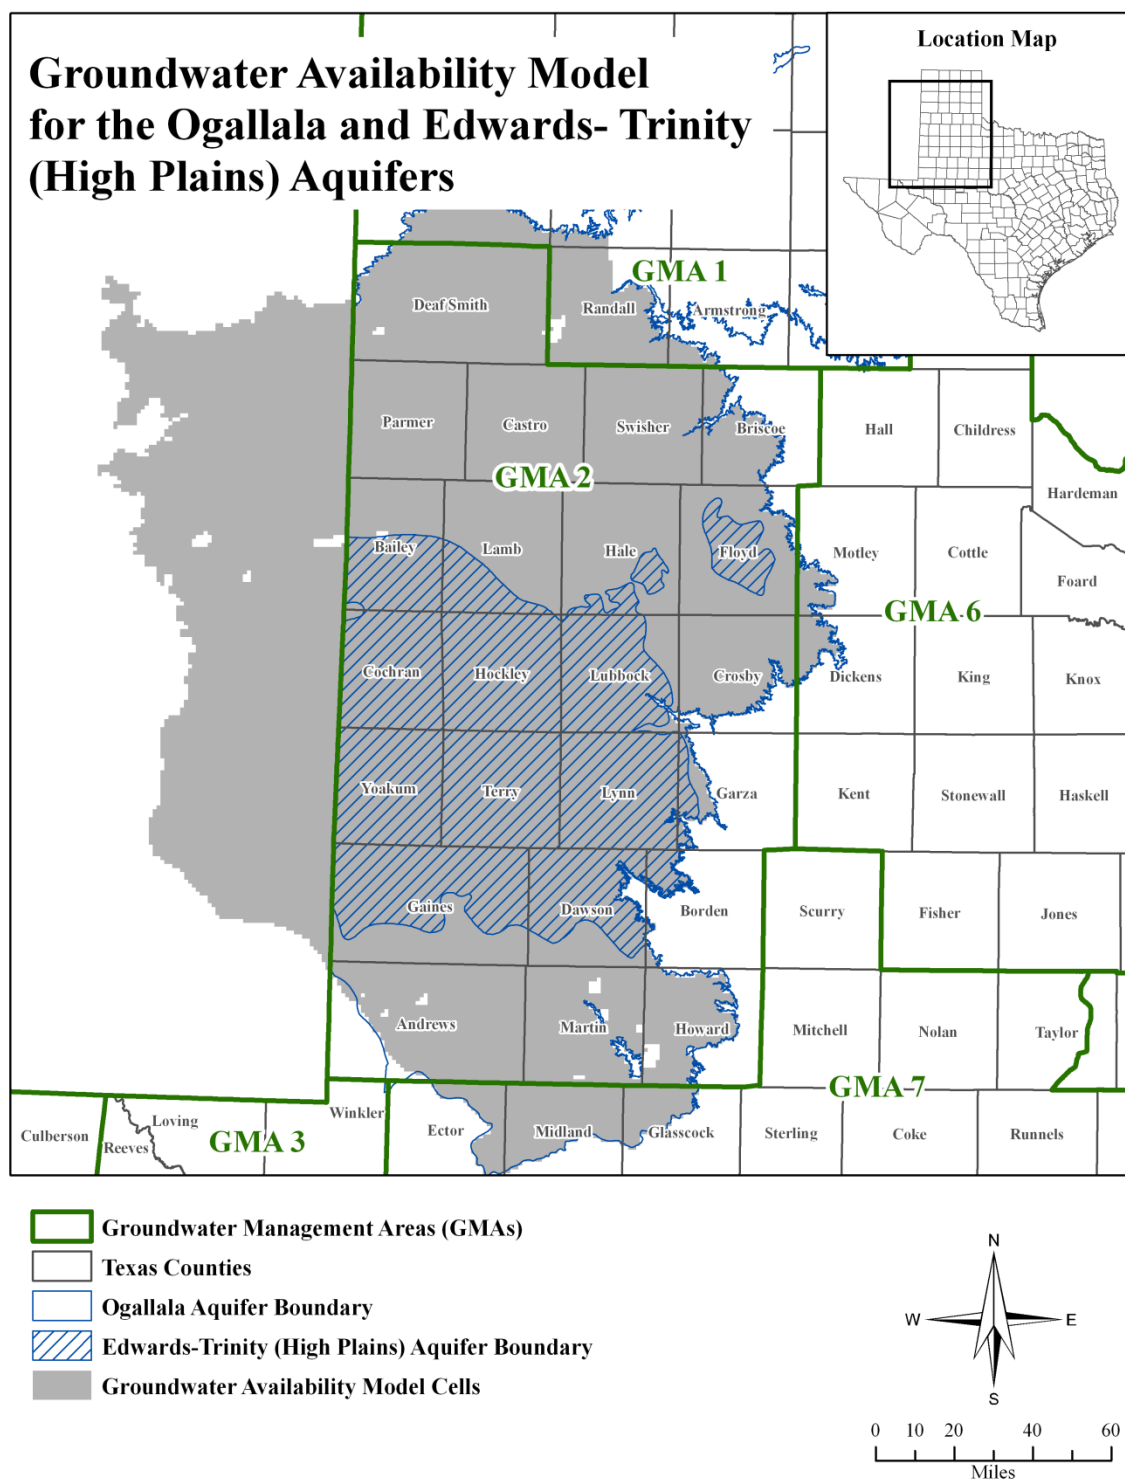 Groundwater Availability Model
for the Ogallala and Edwards- Trinity
(High Plains) Aquifers
Location Map
GMA 1
Deaf Smith
Randall
Armstrong
Parmer
Castro
Swisher
Briscoe
Hall
Childress
GMA 2
Hardeman
Bailey
Lamb
Hale
Floyd
Motley
Cottle
Foard
GMA 6
Cochran
Hockley
Lubbock
Crosby
Dickens
King
Knox
Yoakum
Terry
Lynn
Garza
Kent
Stonewall
Haskell
Gaines
Dawson
Borden
Scurry
Fisher
Jones
Andrews
Martin
Howard
Mitchell
Nolan
Taylor
GMA 7
Culberson
Reeves
Loving
GMA 3
Winkler
Ector
Midland
Glasscock
Sterling
Coke
Runnels
Groundwater Management Areas (GMAs)
Texas Counties
Ogallala Aquifer Boundary
Edwards-Trinity (High Plains) Aquifer Boundary
Groundwater Availability Model Cells
N
W
E
S
0 10 20 40 60
Miles